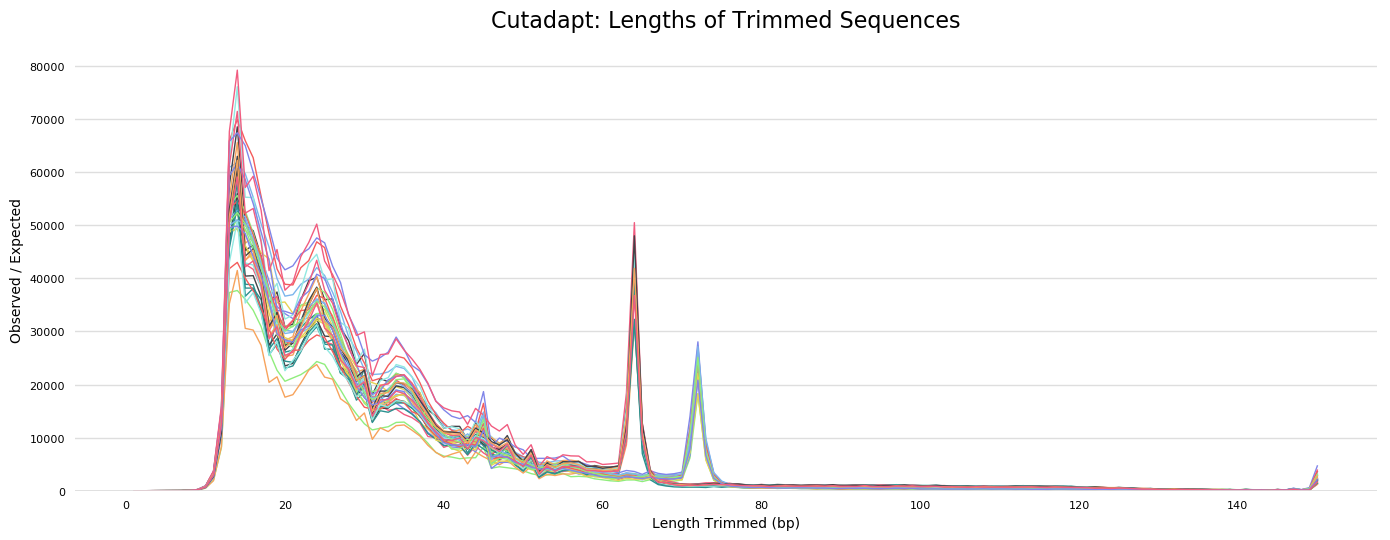 Cutadapt: Lengths of Trimmed Sequences
Observed / Expected
80000
70000
60000
50000
40000
30000
20000
10000
0
0 20 40 60 80 100 120 140
Length Trimmed (bp)